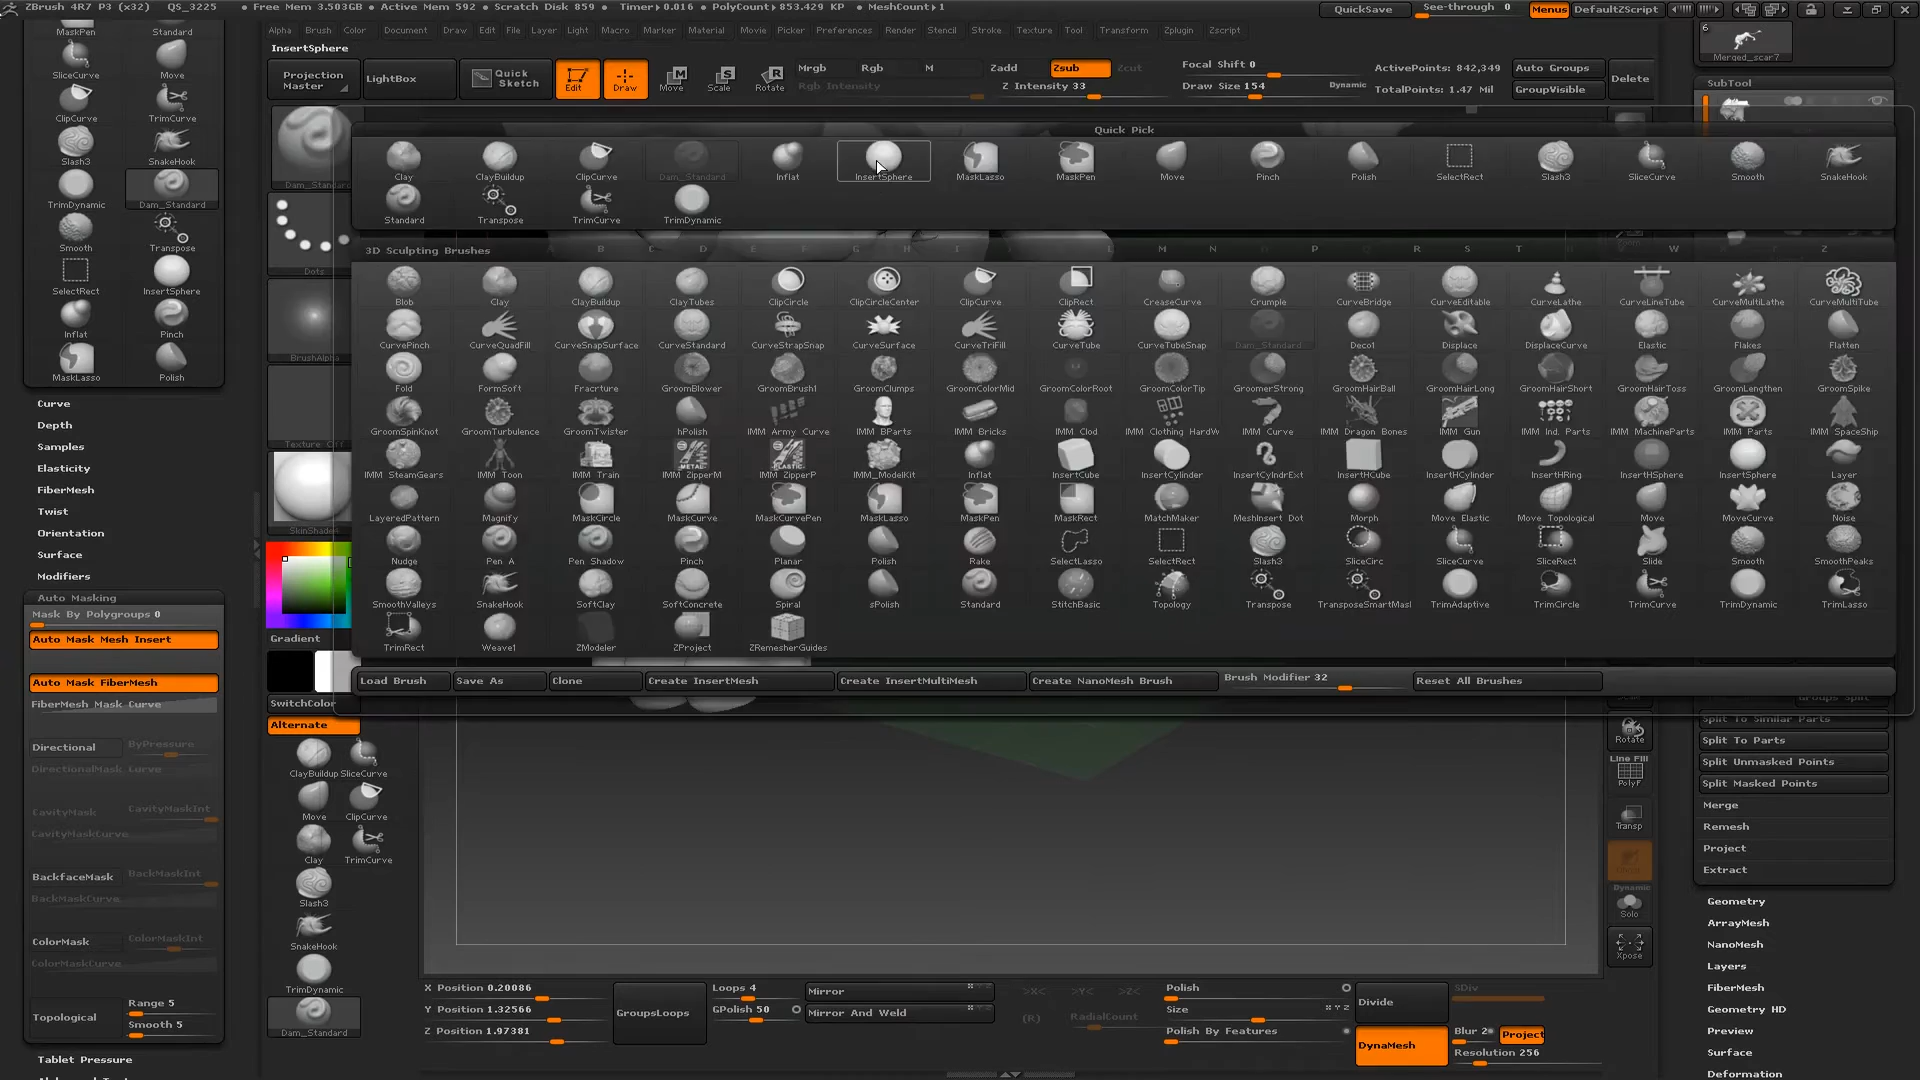 ZBrush 4R7 P3 (x32) QS_3225 • Free Mem 3.503GB • Active Mem 592 • Scratch Disk 859 • Timer▸0.016 • PolyCount▸853.429 KP • MeshCount▸1 QuickSave See-through 0 Menus DefaultZScript
Alpha Brush Color Document Draw Edit File Layer Light Macro Marker Material Movie Picker Preferences Render Stencil Stroke Texture Tool Transform Zplugin Zscript
InsertSphere
Projection Master LightBox Quick Sketch Edit Draw Move Scale Rotate
Mrgb Rgb M Zadd Zsub Zcut Focal Shift 0 ActivePoints: 842,349 Auto Groups Delete
Rgb Intensity Z Intensity 33 Draw Size 154 Dynamic TotalPoints: 1.47 Mil GroupVisible
6
Merged_scar7
SubTool
MaskPen Standard
SliceCurve Move
ClipCurve TrimCurve
Slash3 SnakeHook
TrimDynamic Dam_Standard
Smooth Transpose
SelectRect InsertSphere
Inflat Pinch
MaskLasso Polish
Curve
Depth
Samples
Elasticity
FiberMesh
Twist
Orientation
Surface
Modifiers
Auto Masking
Mask By Polygroups 0
Auto Mask Mesh Insert
Auto Mask FiberMesh
FiberMesh Mask Curve
Directional ByPressure
DirectionalMask Curve
CavityMask CavityMaskInt
CavityMaskCurve
BackfaceMask BackMaskInt
BackMaskCurve
ColorMask ColorMaskInt
ColorMaskCurve
Topological Range 5
Smooth 5
Tablet Pressure
Dam_Standard
Dots
BrushAlpha
Texture Off
SkinShade4
Gradient
SwitchColor
Alternate
ClayBuildup SliceCurve
Move ClipCurve
Clay TrimCurve
Slash3
SnakeHook
TrimDynamic
Dam_Standard
Quick Pick
Clay ClayBuildup ClipCurve Dam_Standard Inflat InsertSphere MaskLasso MaskPen Move Pinch Polish SelectRect Slash3 SliceCurve Smooth SnakeHook
Standard Transpose TrimCurve TrimDynamic
3D Sculpting Brushes A B C D E F G H I L M N P R S T W Z
Blob Clay ClayBuildup ClayTubes ClipCircle ClipCircleCenter ClipCurve ClipRect CreaseCurve Crumple CurveBridge CurveEditable CurveLathe CurveLineTube CurveMultiLathe CurveMultiTube
CurvePinch CurveQuadFill CurveSnapSurface CurveStandard CurveStrapSnap CurveSurface CurveTriFill CurveTube CurveTubeSnap Dam_Standard Deco1 Displace DisplaceCurve Elastic Flakes Flatten
Fold FormSoft Fracrture GroomBlower GroomBrush1 GroomClumps GroomColorMid GroomColorRoot GroomColorTip GroomerStrong GroomHairBall GroomHairLong GroomHairShort GroomHairToss GroomLengthen GroomSpike
GroomSpinKnot GroomTurbulence GroomTwister hPolish IMM Army Curve IMM BParts IMM Bricks IMM Clod IMM Clothing HardW IMM Curve IMM Dragon Bones IMM Gun IMM Ind. Parts IMM MachineParts IMM Parts IMM SpaceShip
IMM SteamGears IMM Toon IMM Train IMM ZipperM IMM ZipperP IMM_ModelKit Inflat InsertCube InsertCylinder InsertCylndrExt InsertHCube InsertHCylinder InsertHRing InsertHSphere InsertSphere Layer
LayeredPattern Magnify MaskCircle MaskCurve MaskCurvePen MaskLasso MaskPen MaskRect MatchMaker MeshInsert Dot Morph Move Elastic Move Topological Move MoveCurve Noise
Nudge Pen A Pen Shadow Pinch Planar Polish Rake SelectLasso SelectRect Slash3 SliceCirc SliceCurve SliceRect Slide Smooth SmoothPeaks
SmoothValleys SnakeHook SoftClay SoftConcrete Spiral sPolish Standard StitchBasic Topology Transpose TransposeSmartMasl TrimAdaptive TrimCircle TrimCurve TrimDynamic TrimLasso
TrimRect Weave1 ZModeler ZProject ZRemesherGuides
Load Brush Save As Clone Create InsertMesh Create InsertMultiMesh Create NanoMesh Brush Brush Modifier 32 Reset All Brushes
Rotate
Line Fill
PolyF
Transp
Dynamic
Solo
Xpose
Groups Split
Split To Similar Parts
Split To Parts
Split Unmasked Points
Split Masked Points
Merge
Remesh
Project
Extract
Geometry
ArrayMesh
NanoMesh
Layers
FiberMesh
Geometry HD
Preview
Surface
Deformation
X Position 0.20086
Y Position 1.32566
Z Position 1.97381
GroupsLoops
Loops 4
GPolish 50
Mirror
Mirror And Weld
>X< >Y< >Z<
(R) RadialCount
Polish
Size
Polish By Features
Divide
DynaMesh
SDiv
Blur 2 Project
Resolution 256